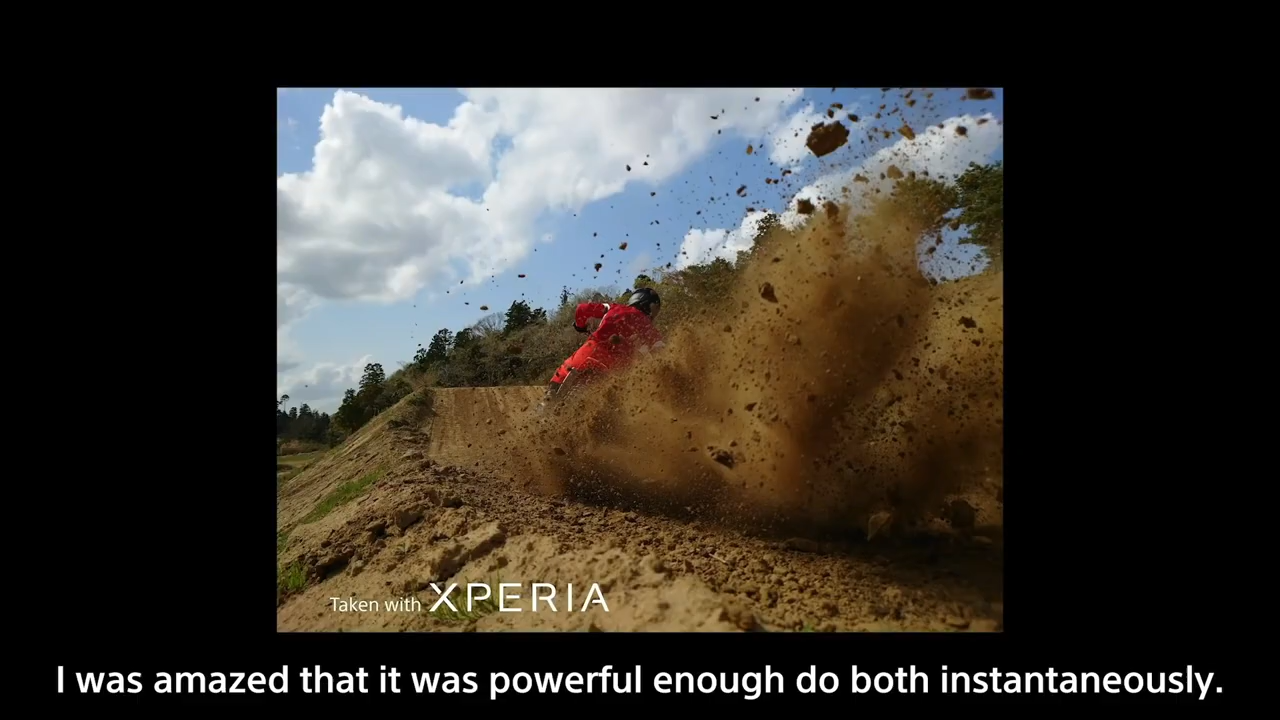 Taken with XPERIA
I was amazed that it was powerful enough do both instantaneously.